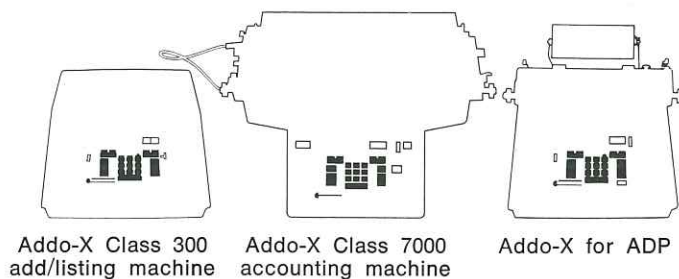 Addo-X Class 300
add/listing machine
Addo-X Class 7000
accounting machine
Addo-X for ADP